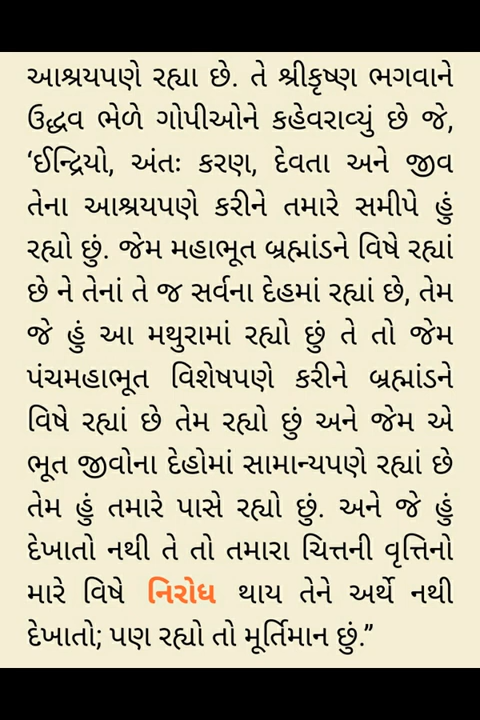 આશ્રયપણે રહ્યા છે. તે શ્રીકૃષ્ણ ભગવાને
ઉદ્ધવ ભેળે ગોપીઓને કહેવરાવ્યું છે જે,
‘ઈન્દ્રિયો, અંતઃ કરણ, દેવતા અને જીવ
તેના આશ્રયપણે કરીને તમારે સમીપે હું
રહ્યો છું. જેમ મહાભૂત બ્રહ્માંડને વિષે રહ્યાં
છે ને તેનાં તે જ સર્વના દેહમાં રહ્યાં છે, તેમ
જે હું આ મથુરામાં રહ્યો છું તે તો જેમ
પંચમહાભૂત વિશેષપણે કરીને બ્રહ્માંડને
વિષે રહ્યાં છે તેમ રહ્યો છું અને જેમ એ
ભૂત જીવોના દેહોમાં સામાન્યપણે રહ્યાં છે
તેમ હું તમારે પાસે રહ્યો છું. અને જે હું
દેખાતો નથી તે તો તમારા ચિત્તની વૃત્તિનો
મારે વિષે નિરોધ થાય તેને અર્થે નથી
દેખાતો; પણ રહ્યો તો મૂર્તિમાન છું.”